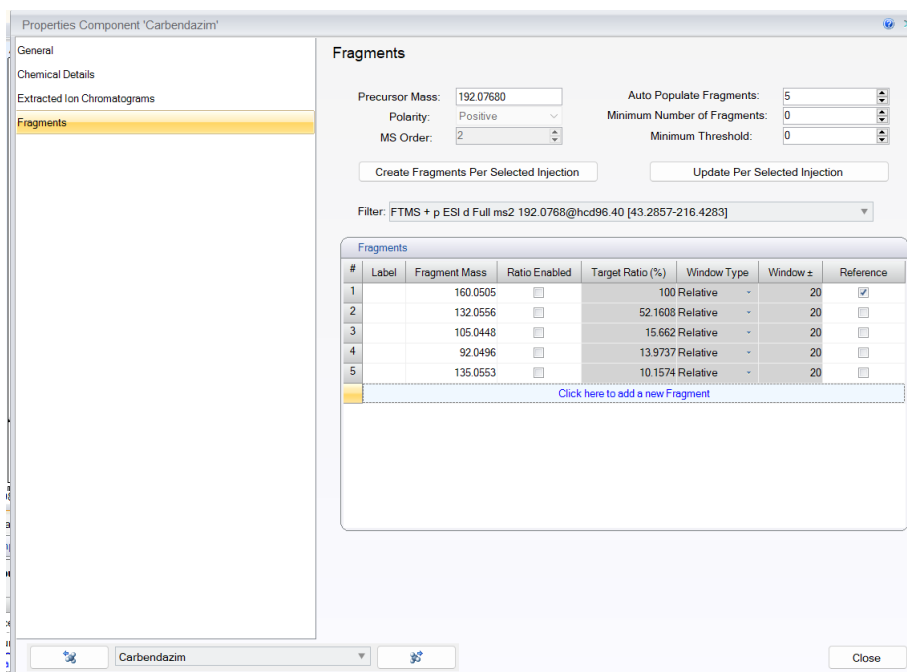 Properties Component 'Carbendazim'
General
Chemical Details
Extracted Ion Chromatograms
Fragments
Fragments
Precursor Mass: 192.07680
Polarity: Positive
MS Order: 2
Auto Populate Fragments: 5
Minimum Number of Fragments: 0
Minimum Threshold: 0
Create Fragments Per Selected Injection
Update Per Selected Injection
Filter: FTMS + p ESI d Full ms2 192.0768@hcd96.40 [43.2857-216.4283]
Fragments
# Label Fragment Mass Ratio Enabled Target Ratio (%) Window Type Window ± Reference
1 160.0505 100 Relative 20
2 132.0556 52.1608 Relative 20
3 105.0448 15.662 Relative 20
4 92.0496 13.9737 Relative 20
5 135.0553 10.1574 Relative 20
Click here to add a new Fragment
Carbendazim
Close